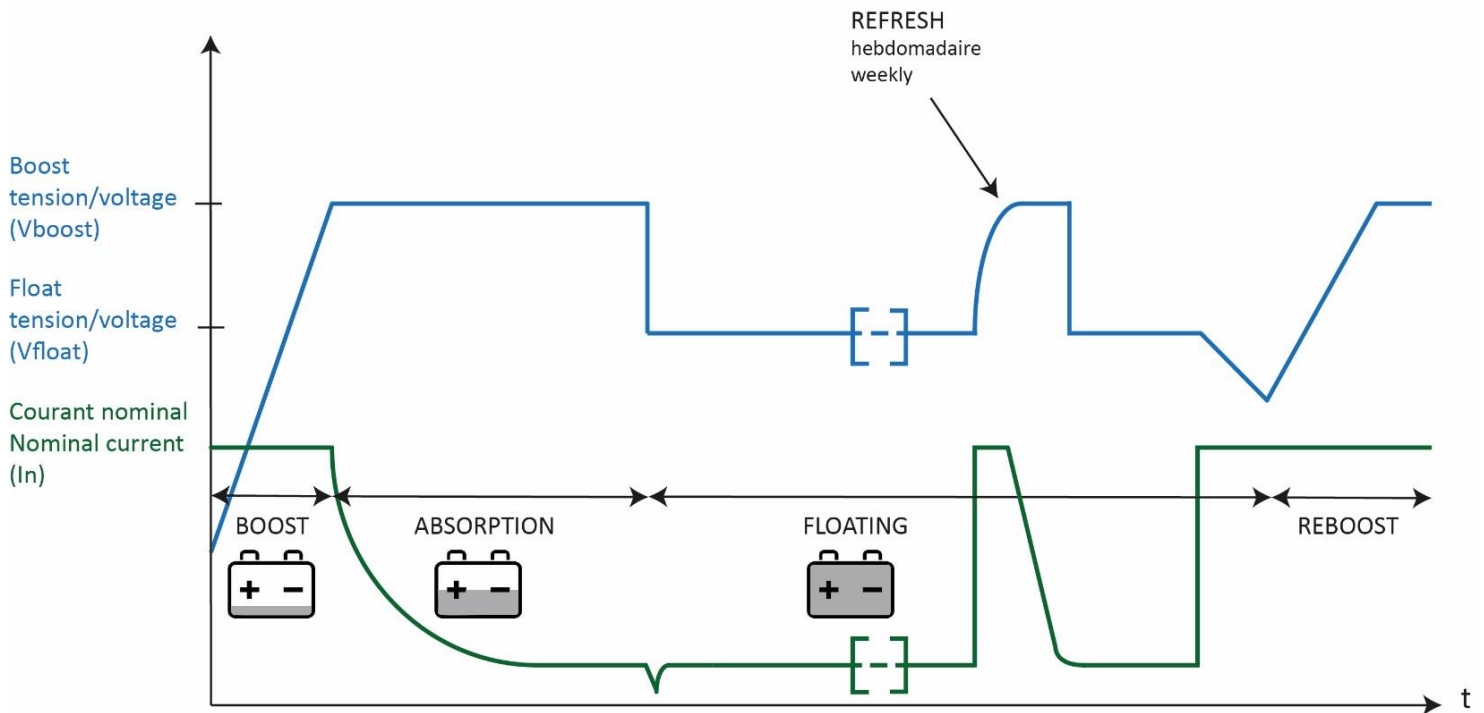 REFRESH
hebdomadaire
weekly
Boost
tension/voltage
(Vboost)
Float
tension/voltage
(Vfloat)
Courant nominal
Nominal current
(In)
BOOST
ABSORPTION
FLOATING
REBOOST
+ −
+ −
+ −
t